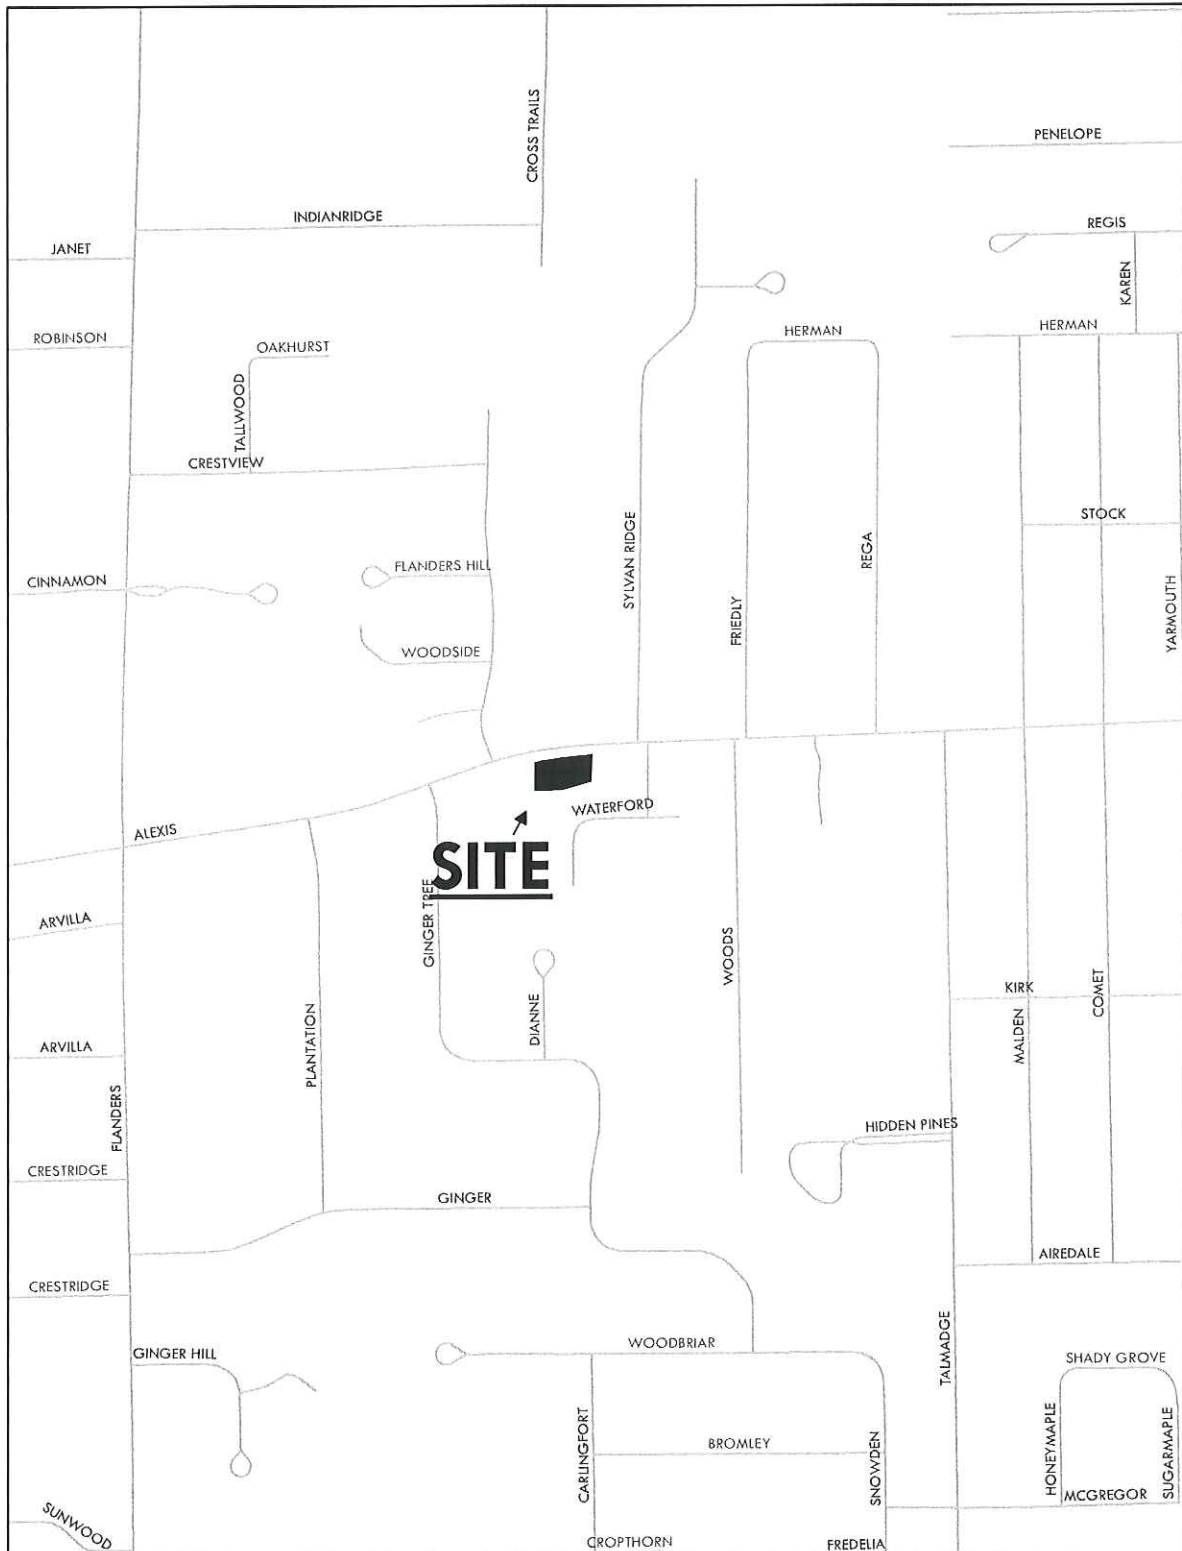 CROSS TRAILS
PENELOPE
INDIANRIDGE
REGIS
JANET
KAREN
ROBINSON
OAKHURST
HERMAN
HERMAN
TALLWOOD
CRESTVIEW
STOCK
SYLVAN RIDGE
REGA
FLANDERS HILL
CINNAMON
FRIEDLY
YARMOUTH
WOODSIDE
WATERFORD
ALEXIS
SITE
GINGER TREE
ARVILLA
WOODS
KIRK
COMET
DIANNE
MALDEN
PLANTATION
ARVILLA
FLANDERS
HIDDEN PINES
CRESTRIDGE
GINGER
AIREDALE
CRESTRIDGE
WOODBRIAR
TALMADGE
GINGER HILL
SHADY GROVE
CARLINGFORT
BROMLEY
SNOWDEN
HONEYMAPLE
SUGARMAPLE
MCGREGOR
SUNWOOD
CROPTHORN
FREDELIA